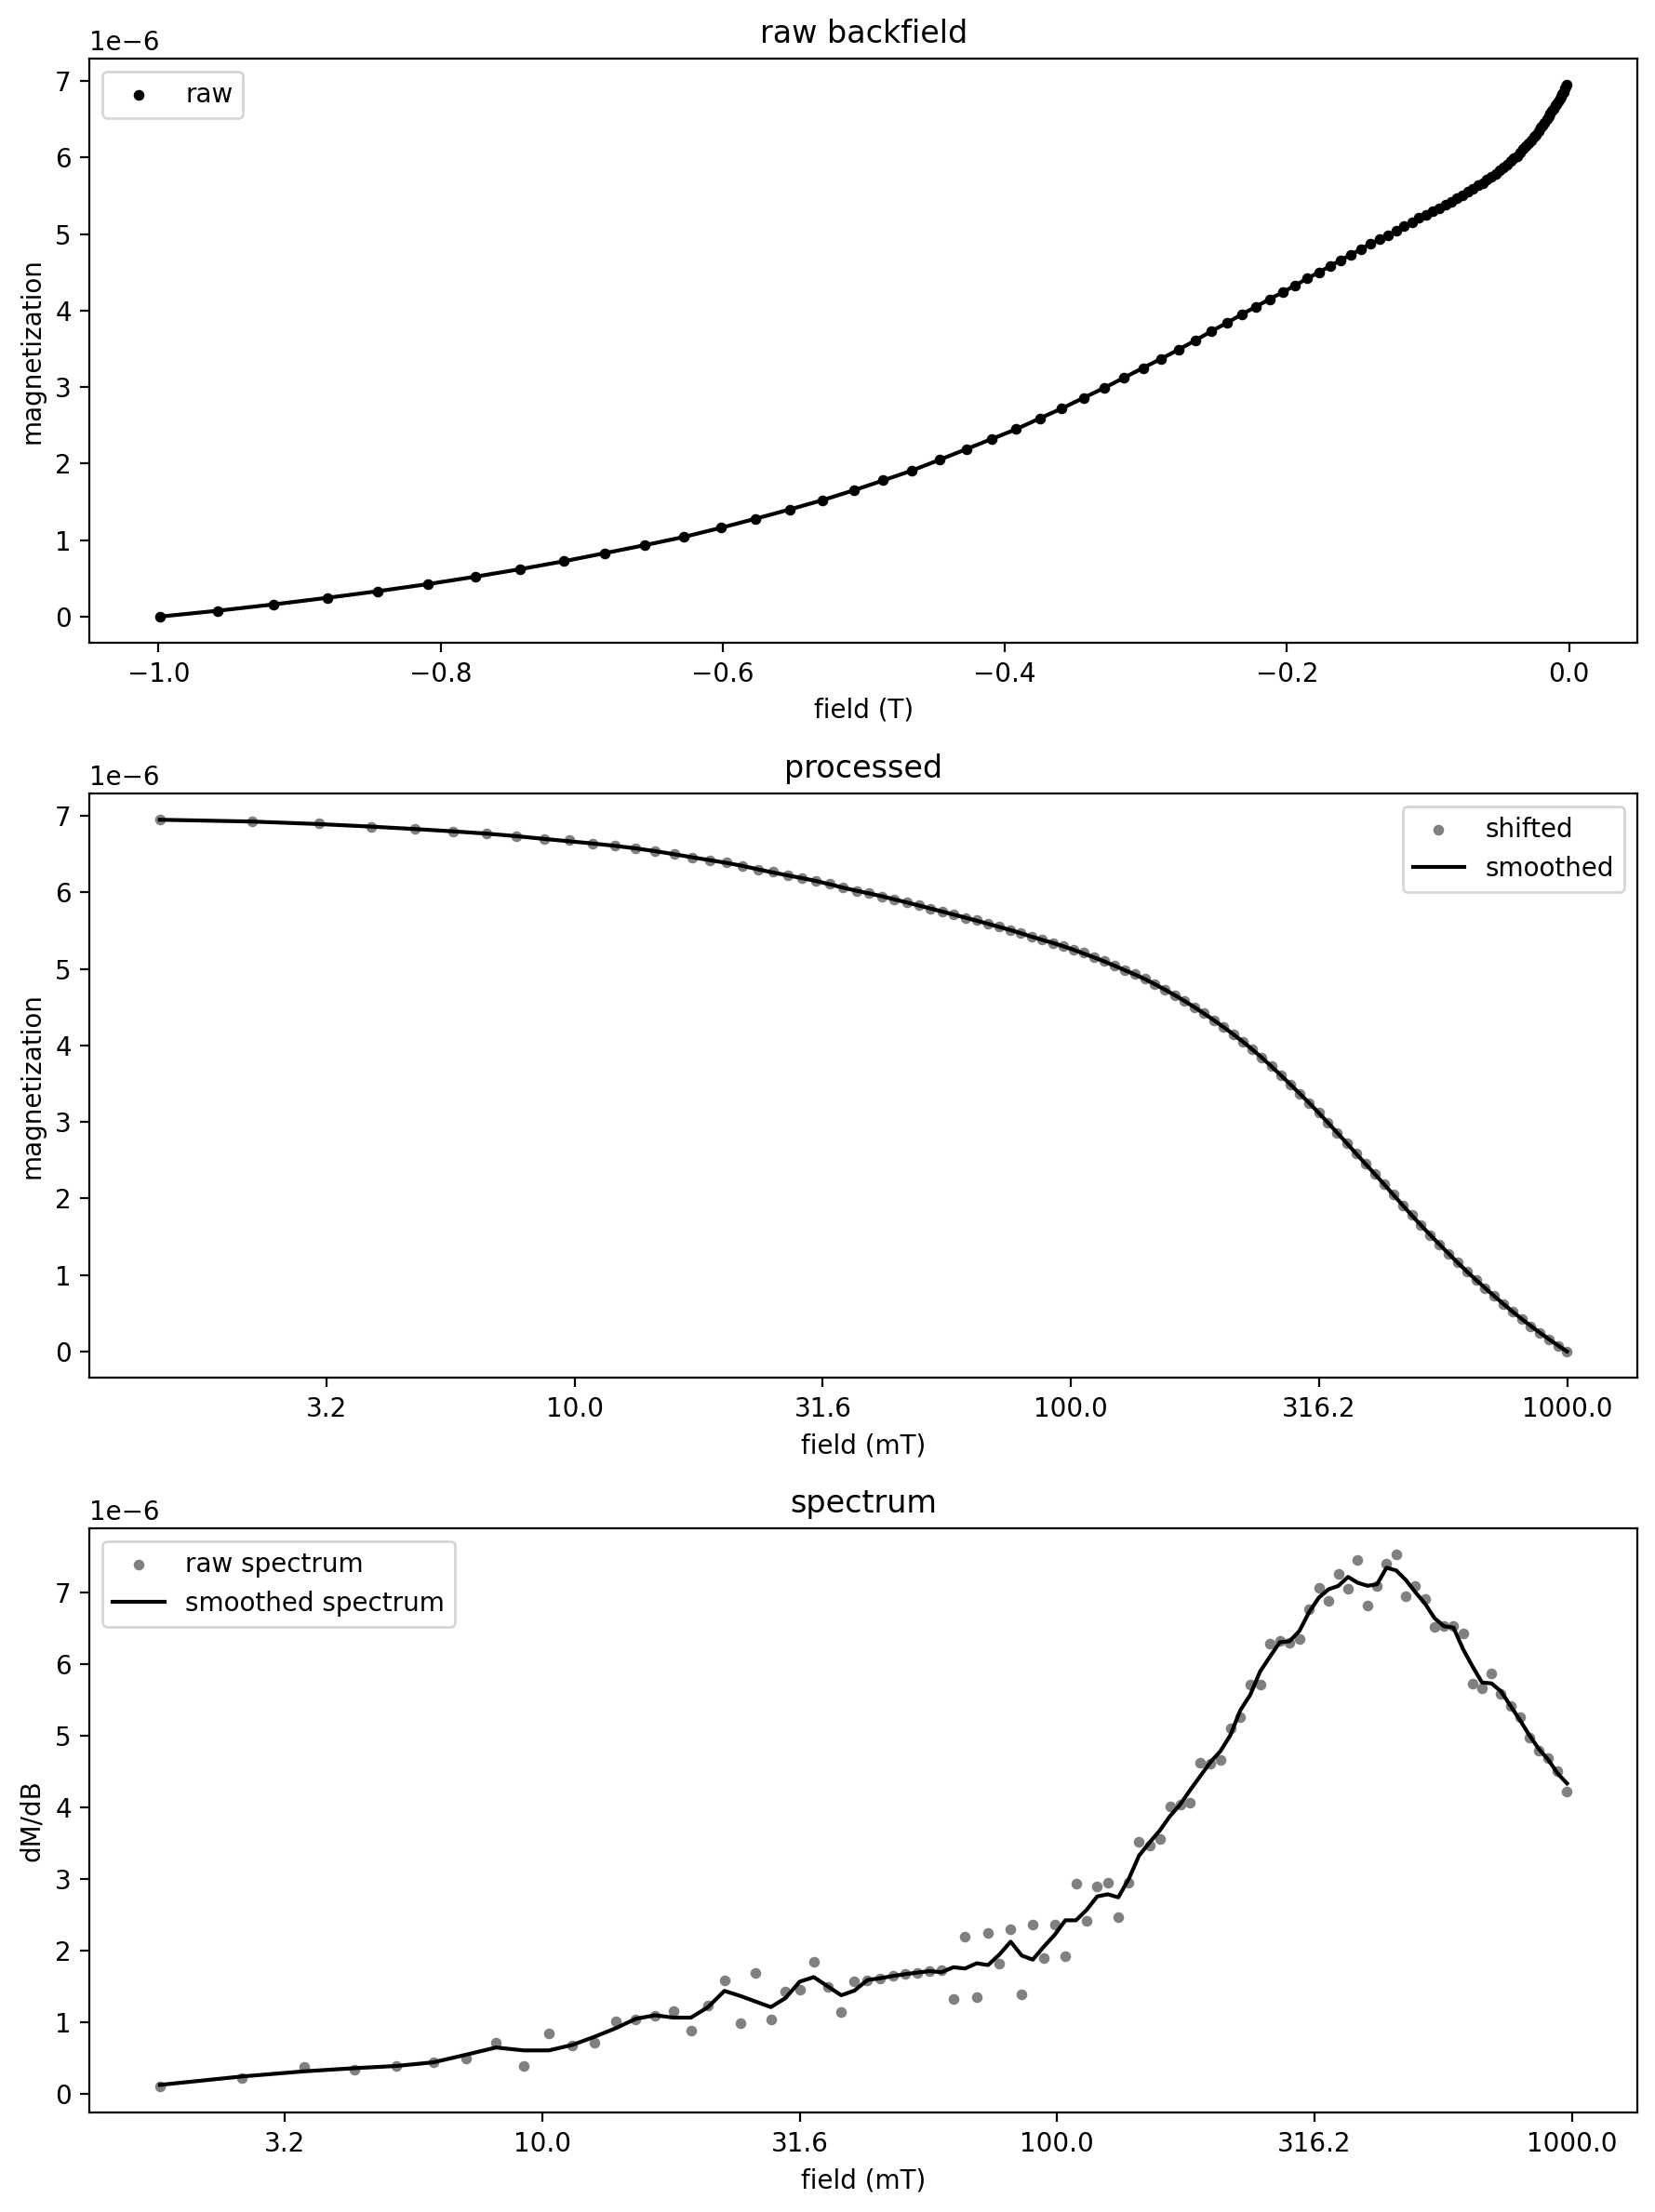 raw backfield
1e−6
raw
7
6
5
4
3
2
1
0
magnetization
−1.0 −0.8 −0.6 −0.4 −0.2 0.0
field (T)
processed
1e−6
shifted
smoothed
7
6
5
4
3
2
1
0
magnetization
3.2 10.0 31.6 100.0 316.2 1000.0
field (mT)
spectrum
1e−6
raw spectrum
smoothed spectrum
7
6
5
4
3
2
1
0
dM/dB
3.2 10.0 31.6 100.0 316.2 1000.0
field (mT)